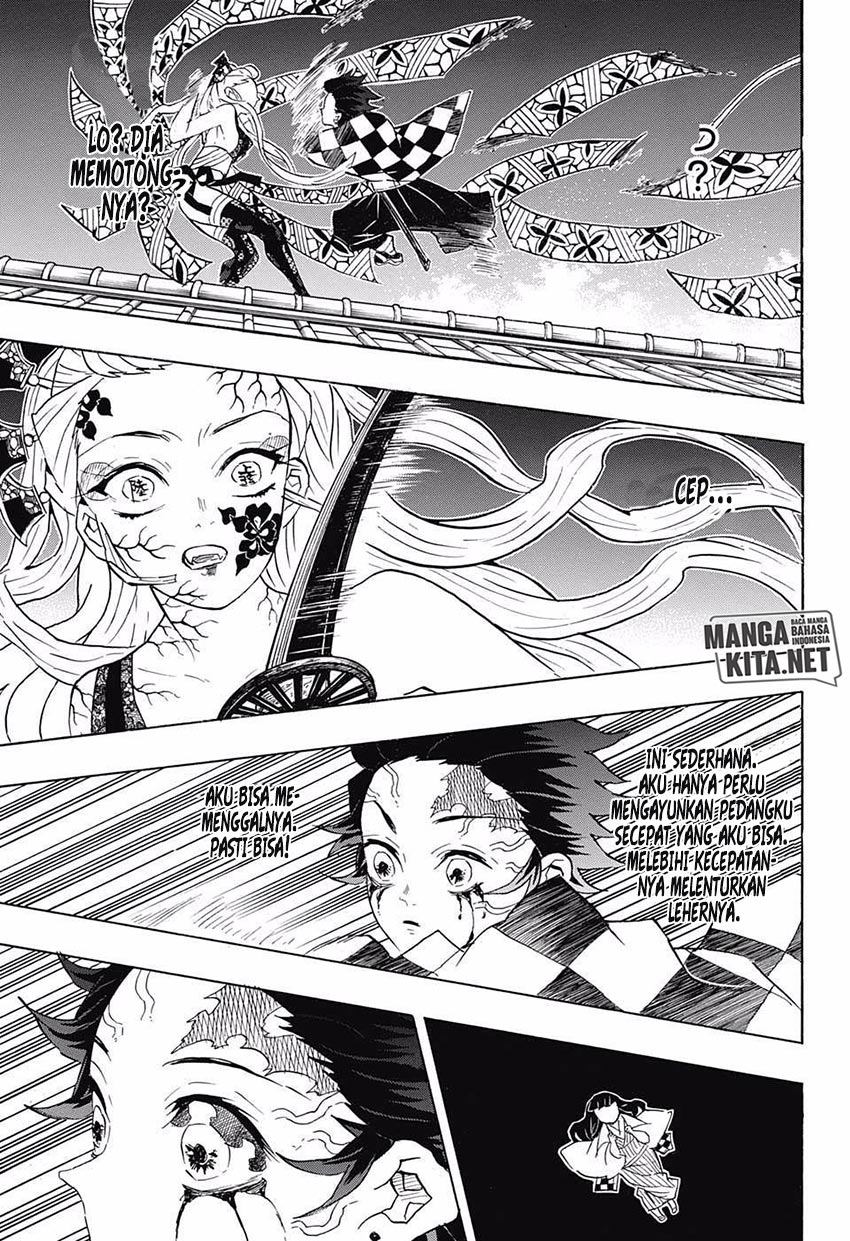 ?
LO? DIA
MEMOTONG-
NYA?
CEP...
MANGA
KITA.NET
BACA MANGA
BAHASA
INDONESIA
INI SEDERHANA.
AKU HANYA PERLU
MENGAYUNKAN PEDANGKU
SECEPAT YANG AKU BISA.
MELEBIHI KECEPATAN-
NYA MELENTURKAN
LEHERNYA.
AKU BISA ME-
MENGGALNYA.
PASTI BISA!